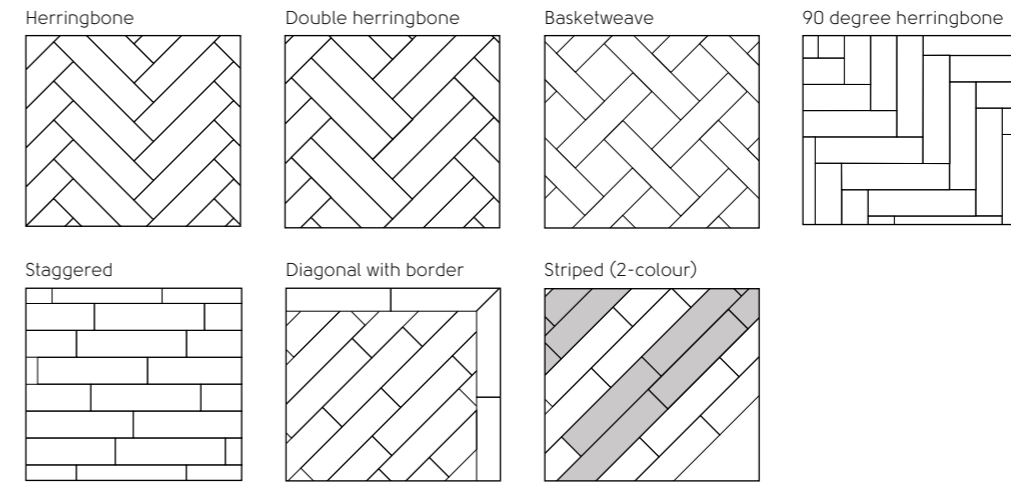 Herringbone
Double herringbone
Basketweave
90 degree herringbone
Staggered
Diagonal with border
Striped (2-colour)